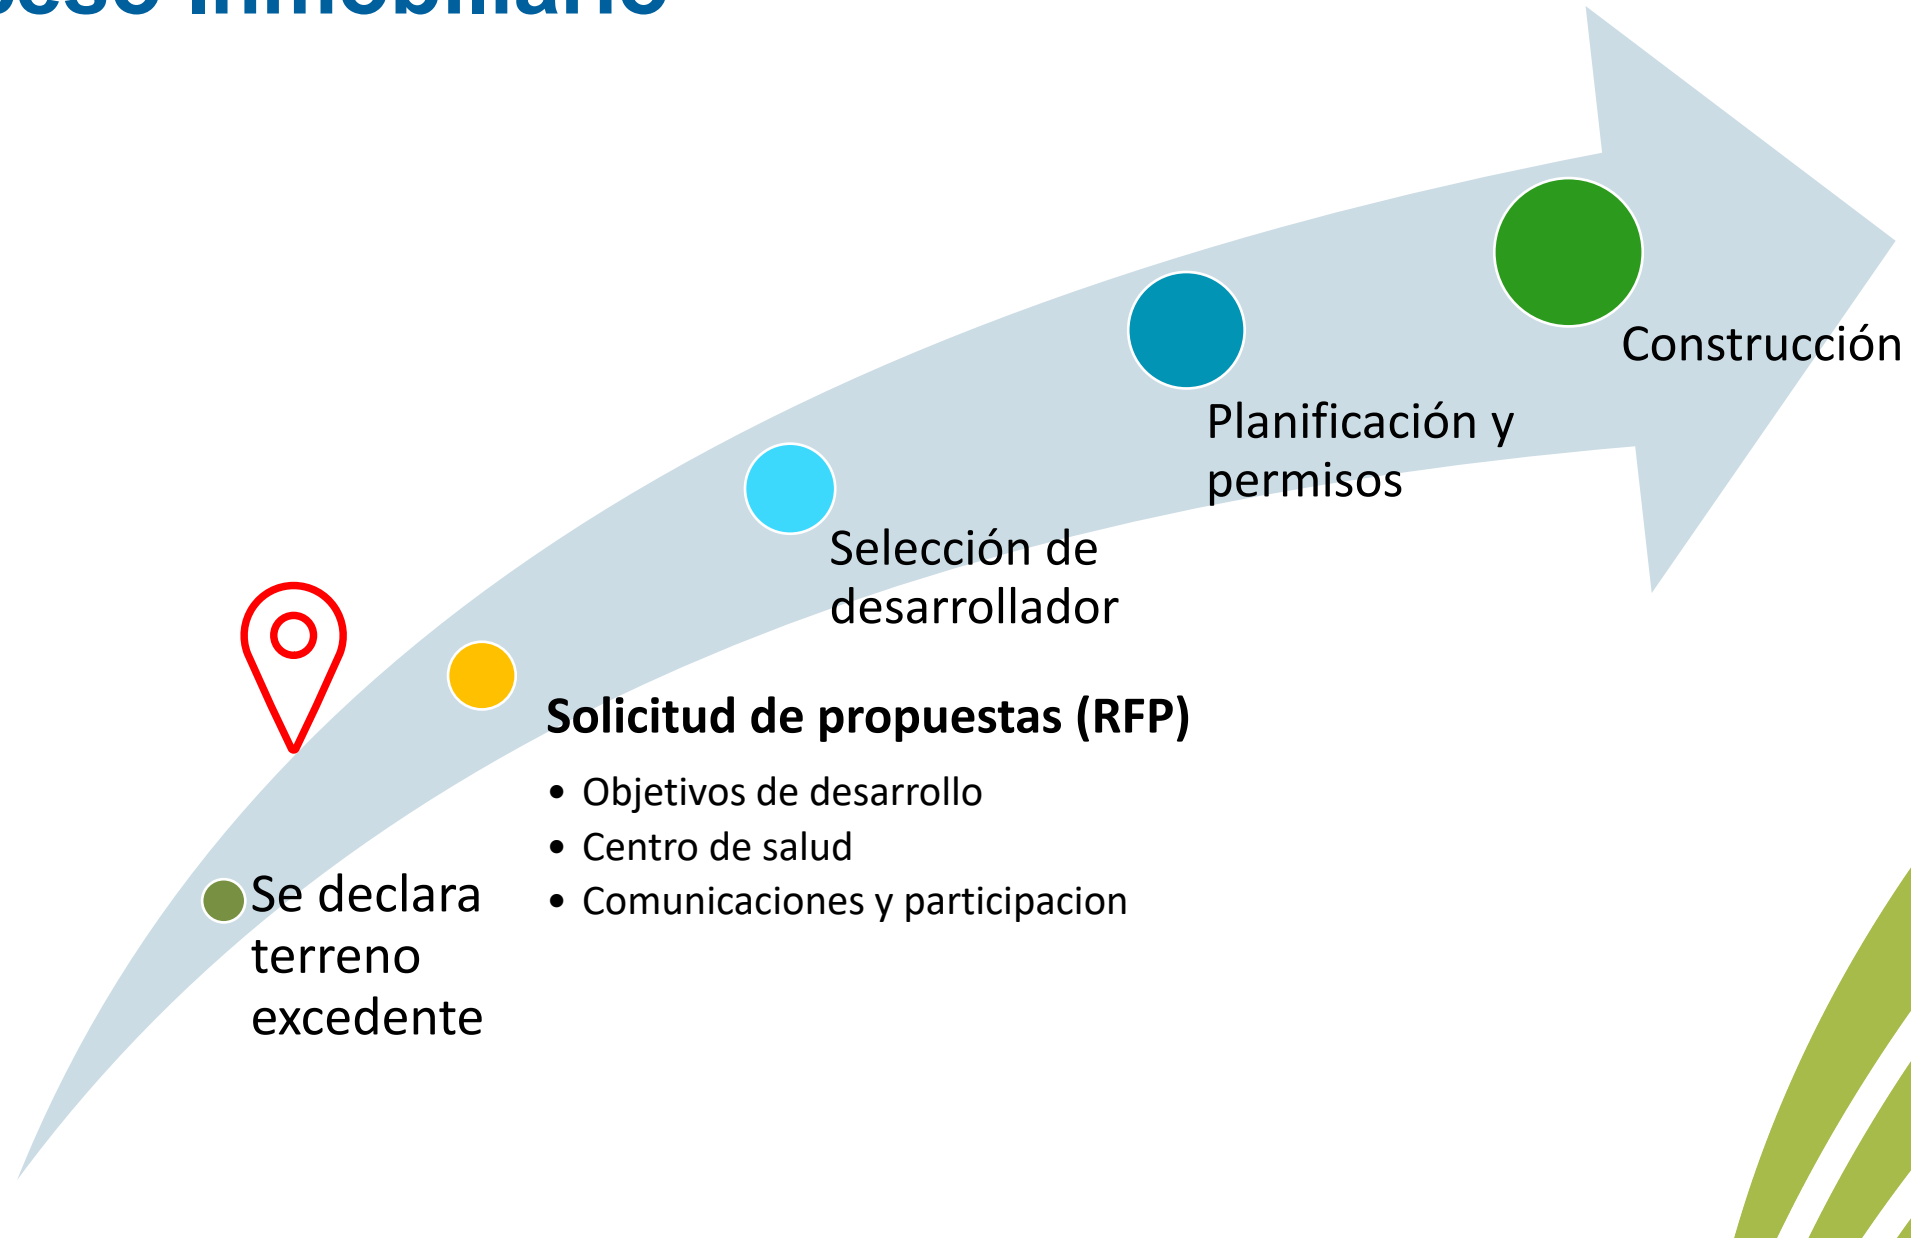 Inmobiliario
Se declara
terreno
excedente
Solicitud de propuestas (RFP)
• Objetivos de desarrollo
• Centro de salud
• Comunicaciones y participacion
Selección de
desarrollador
Planificación y
permisos
Construcción